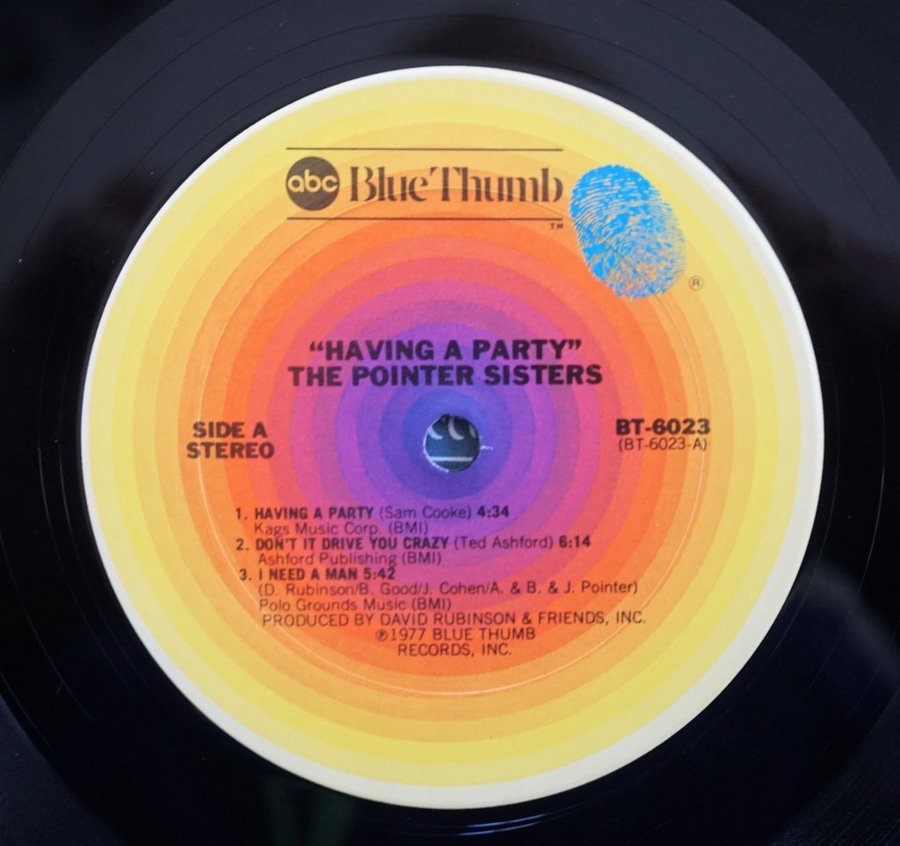 abc Blue Thumb
TM
®
"HAVING A PARTY"
THE POINTER SISTERS
SIDE A
STEREO
BT-6023
(BT-6023-A)
1. HAVING A PARTY (Sam Cooke) 4:34
Kags Music Corp. (BMI)
2. DON'T IT DRIVE YOU CRAZY (Ted Ashford) 6:14
Ashford Publishing (BMI)
3. I NEED A MAN 5:42
(D. Rubinson/B. Good/J. Cohen/A. & B. & J. Pointer)
Polo Grounds Music (BMI)
PRODUCED BY DAVID RUBINSON & FRIENDS, INC.
℗1977 BLUE THUMB
RECORDS, INC.